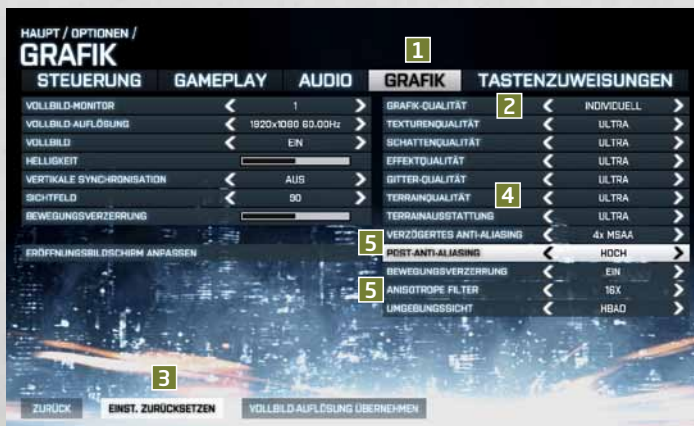 HAUPT / OPTIONEN /
GRAFIK
1
STEUERUNG GAMEPLAY AUDIO GRAFIK TASTENZUWEISUNGEN
VOLLBILD-MONITOR 1
VOLLBILD-AUFLÖSUNG 1920x1080 60.00Hz
VOLLBILD EIN
HELLIGKEIT
VERTIKALE SYNCHRONISATION AUS
SICHTFELD 90
BEWEGUNGSVERZERRUNG
ERÖFFNUNGSBILDSCHIRM ANPASSEN
GRAFIK-QUALITÄT 2 INDIVIDUELL
TEXTURENQUALITÄT ULTRA
SCHATTENQUALITÄT ULTRA
EFFEKTQUALITÄT ULTRA
GITTER-QUALITÄT ULTRA
TERRAINQUALITÄT 4 ULTRA
TERRAINAUSSTATTUNG ULTRA
VERZÖGERTES ANTI-ALIASING 4x MSAA
5 POST-ANTI-ALIASING HOCH
BEWEGUNGSVERZERRUNG EIN
5 ANISOTROPE FILTER 16X
UMGEBUNGSSICHT HBAO
3
ZURÜCK EINST. ZURÜCKSETZEN VOLLBILD-AUFLÖSUNG ÜBERNEHMEN